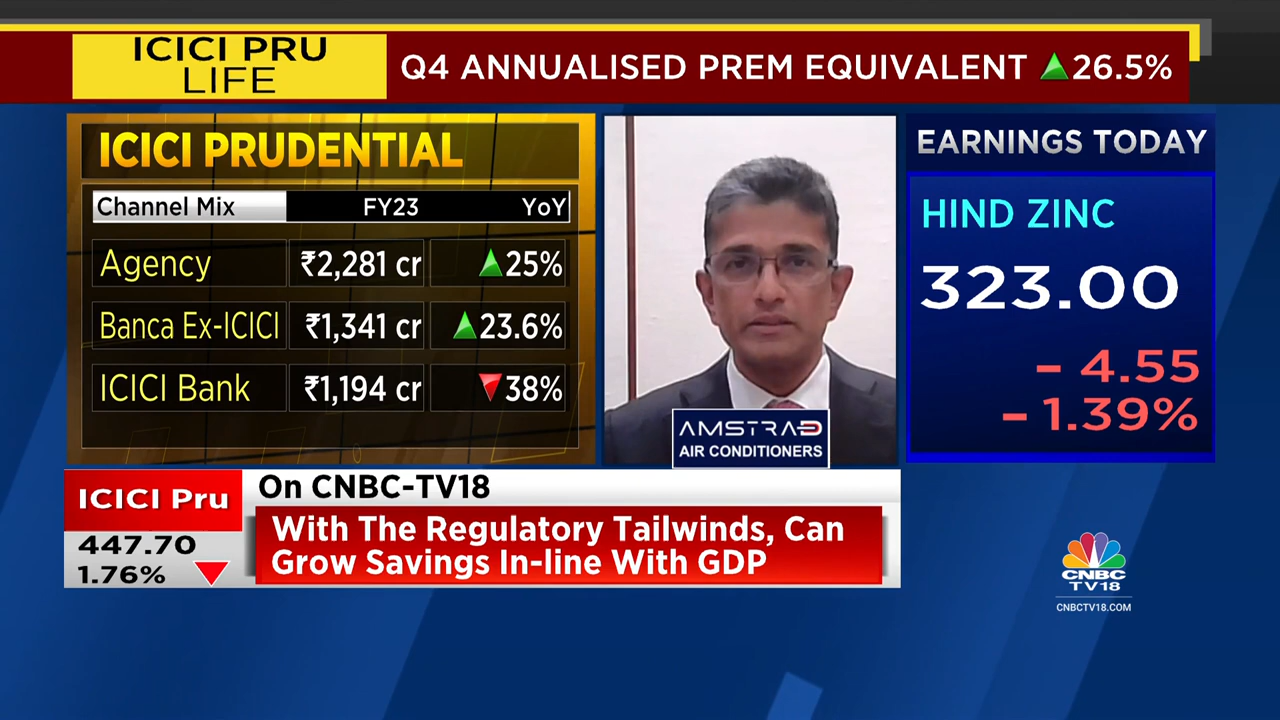 ICICI PRU
LIFE
Q4 ANNUALISED PREM EQUIVALENT ▲26.5%
ICICI PRUDENTIAL
Channel Mix FY23 YoY
Agency ₹2,281 cr ▲25%
Banca Ex-ICICI ₹1,341 cr ▲23.6%
ICICI Bank ₹1,194 cr ▼38%
AMSTRAD
AIR CONDITIONERS
EARNINGS TODAY
HIND ZINC
323.00
– 4.55
– 1.39%
ICICI Pru
447.70
1.76% ▼
On CNBC-TV18
With The Regulatory Tailwinds, Can
Grow Savings In-line With GDP
CNBC
TV18
CNBCTV18.COM